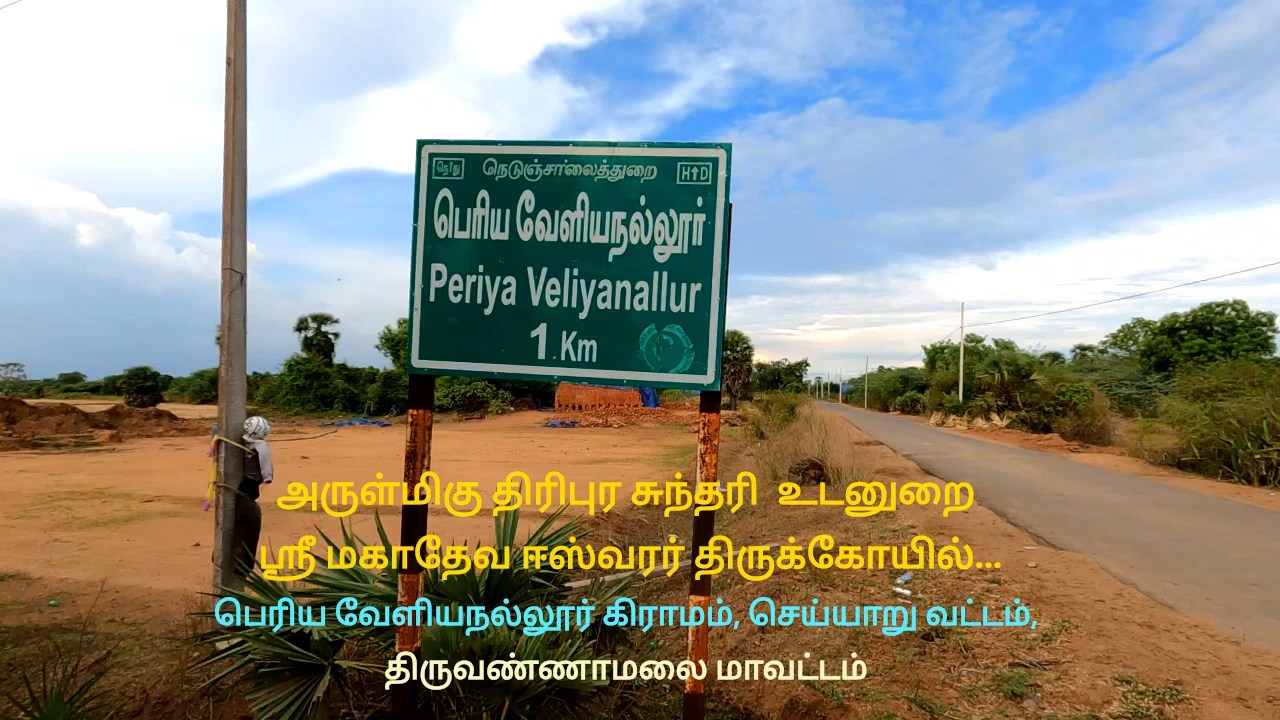 நெது நெடுஞ்சாலைத்துறை H↑D
பெரிய வேளியநல்லூர்
Periya Veliyanallur
1 Km
அருள்மிகு திரிபுர சுந்தரி உடனுறை
ஸ்ரீ மகாதேவ ஈஸ்வரர் திருக்கோயில்...
பெரிய வேளியநல்லூர் கிராமம், செய்யாறு வட்டம்,
திருவண்ணாமலை மாவட்டம்